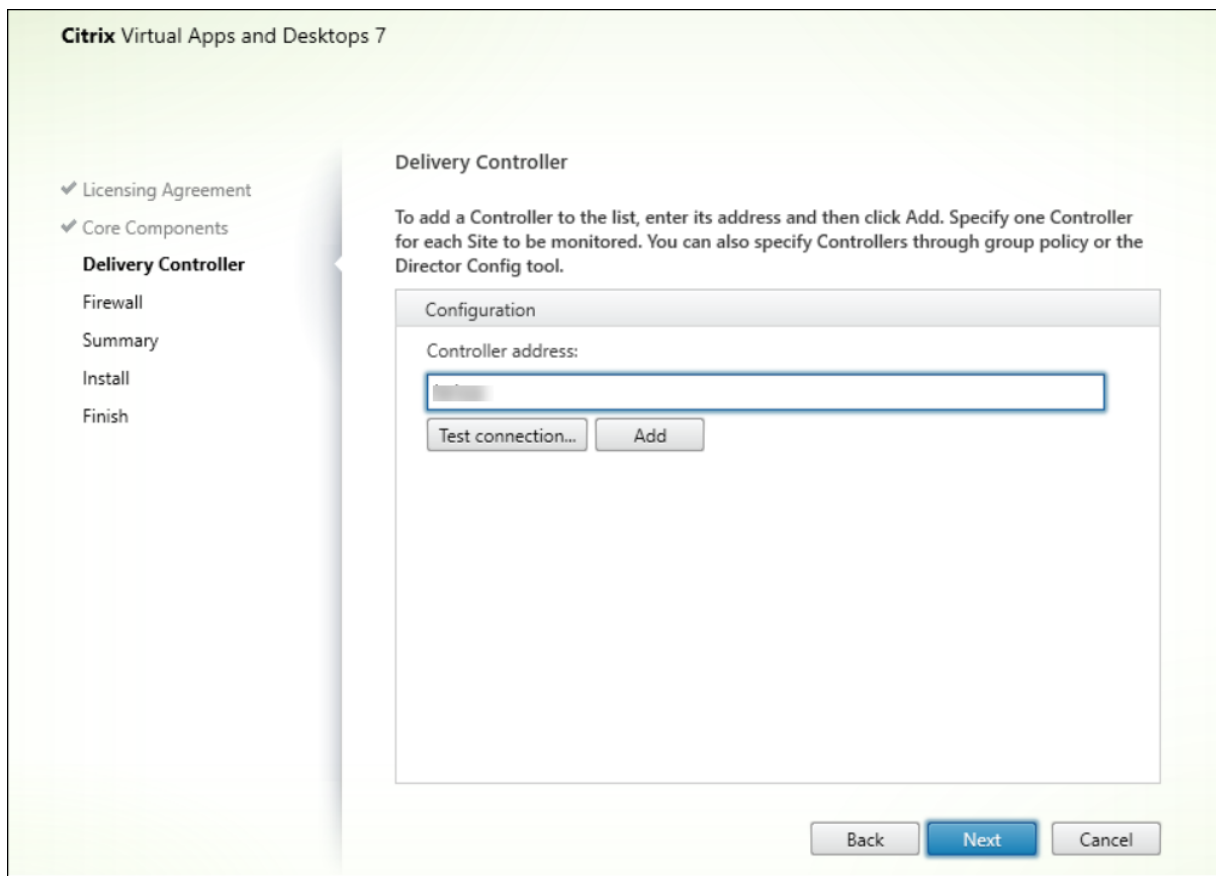 Citrix Virtual Apps and Desktops 7
Licensing Agreement
Core Components
Delivery Controller
Firewall
Summary
Install
Finish
Delivery Controller
To add a Controller to the list, enter its address and then click Add. Specify one Controller
for each Site to be monitored. You can also specify Controllers through group policy or the
Director Config tool.
Configuration
Controller address:
Test connection...
Add
Back
Next
Cancel